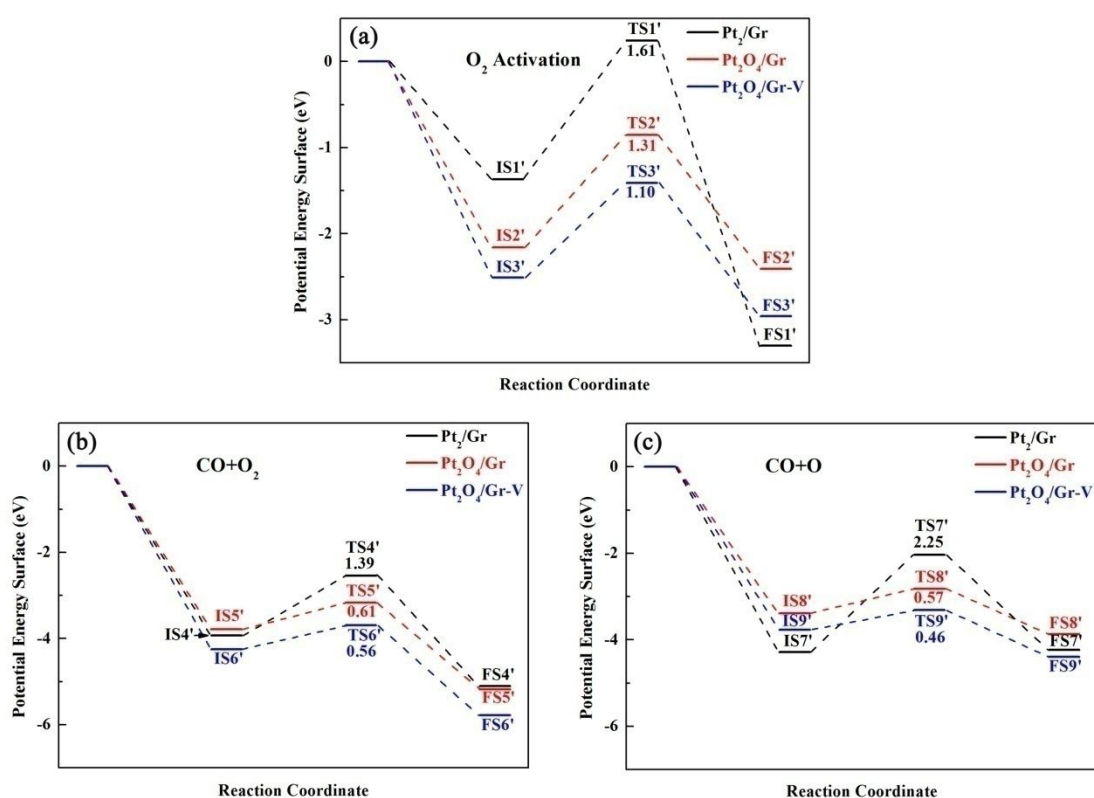 (a)
O2 Activation
Pt2/Gr
Pt2O4/Gr
Pt2O4/Gr-V
TS1'
1.61
TS2'
1.31
TS3'
1.10
IS1'
IS2'
IS3'
FS2'
FS3'
FS1'
0
-1
-2
-3
Potential Energy Surface (eV)
Reaction Coordinate
(b)
CO+O2
Pt2/Gr
Pt2O4/Gr
Pt2O4/Gr-V
TS4'
1.39
TS5'
0.61
TS6'
0.56
IS5'
IS4'
IS6'
FS4'
FS5'
FS6'
0
-2
-4
-6
Potential Energy Surface (eV)
Reaction Coordinate
(c)
CO+O
Pt2/Gr
Pt2O4/Gr
Pt2O4/Gr-V
TS7'
2.25
TS8'
0.57
TS9'
0.46
IS8'
IS9'
IS7'
FS8'
FS7'
FS9'
0
-2
-4
-6
Potential Energy Surface (eV)
Reaction Coordinate